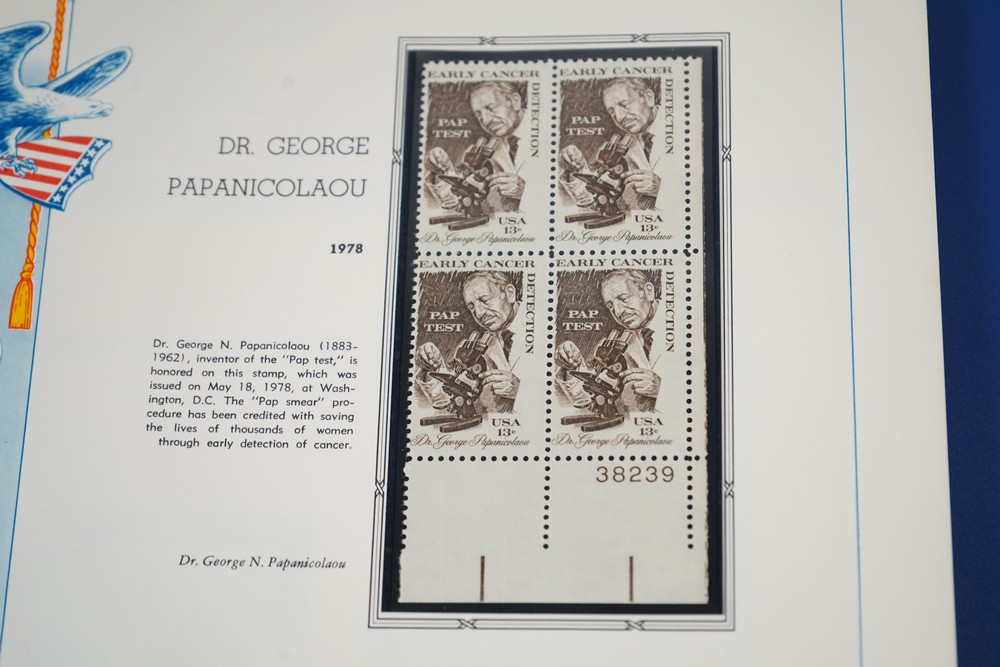 DR. GEORGE
PAPANICOLAOU
1978
Dr. George N. Papanicolaou (1883-
1962), inventor of the "Pap test," is
honored on this stamp, which was
issued on May 18, 1978, at Wash-
ington, D.C. The "Pap smear" pro-
cedure has been credited with saving
the lives of thousands of women
through early detection of cancer.
Dr. George N. Papanicolaou
EARLY CANCER
DETECTION
PAP
TEST
USA
13c
Dr. George Papanicolaou
EARLY CANCER
DETECTION
PAP
TEST
USA
13c
Dr. George Papanicolaou
EARLY CANCER
DETECTION
PAP
TEST
USA
13c
Dr. George Papanicolaou
EARLY CANCER
DETECTION
PAP
TEST
USA
13c
Dr. George Papanicolaou
38239